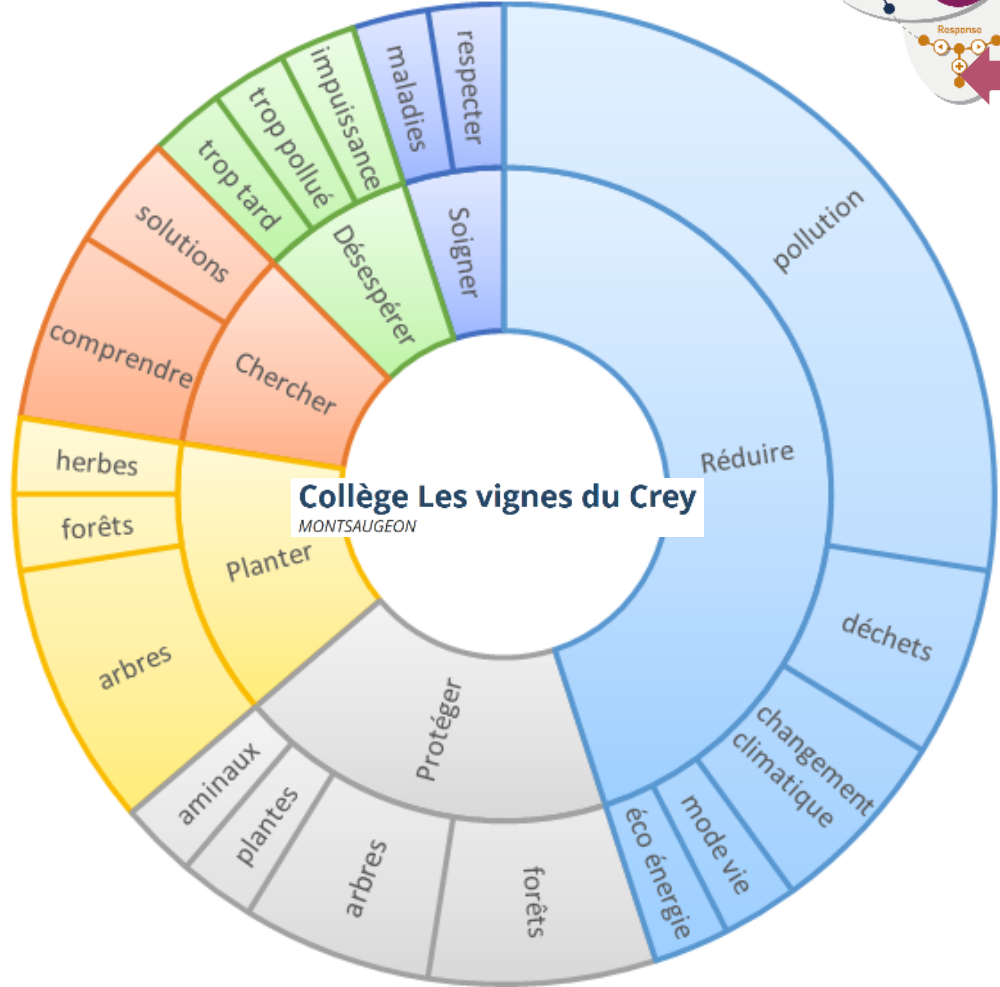 Response
respecter
maladies
impuissance
trop pollué
trop tard
solutions
comprendre
herbes
forêts
arbres
aminaux
plantes
arbres
forêts
éco énergie
mode vie
changement
climatique
déchets
pollution
Soigner
Désespérer
Chercher
Planter
Protéger
Réduire
Collège Les vignes du Crey
MONTSAUGEON